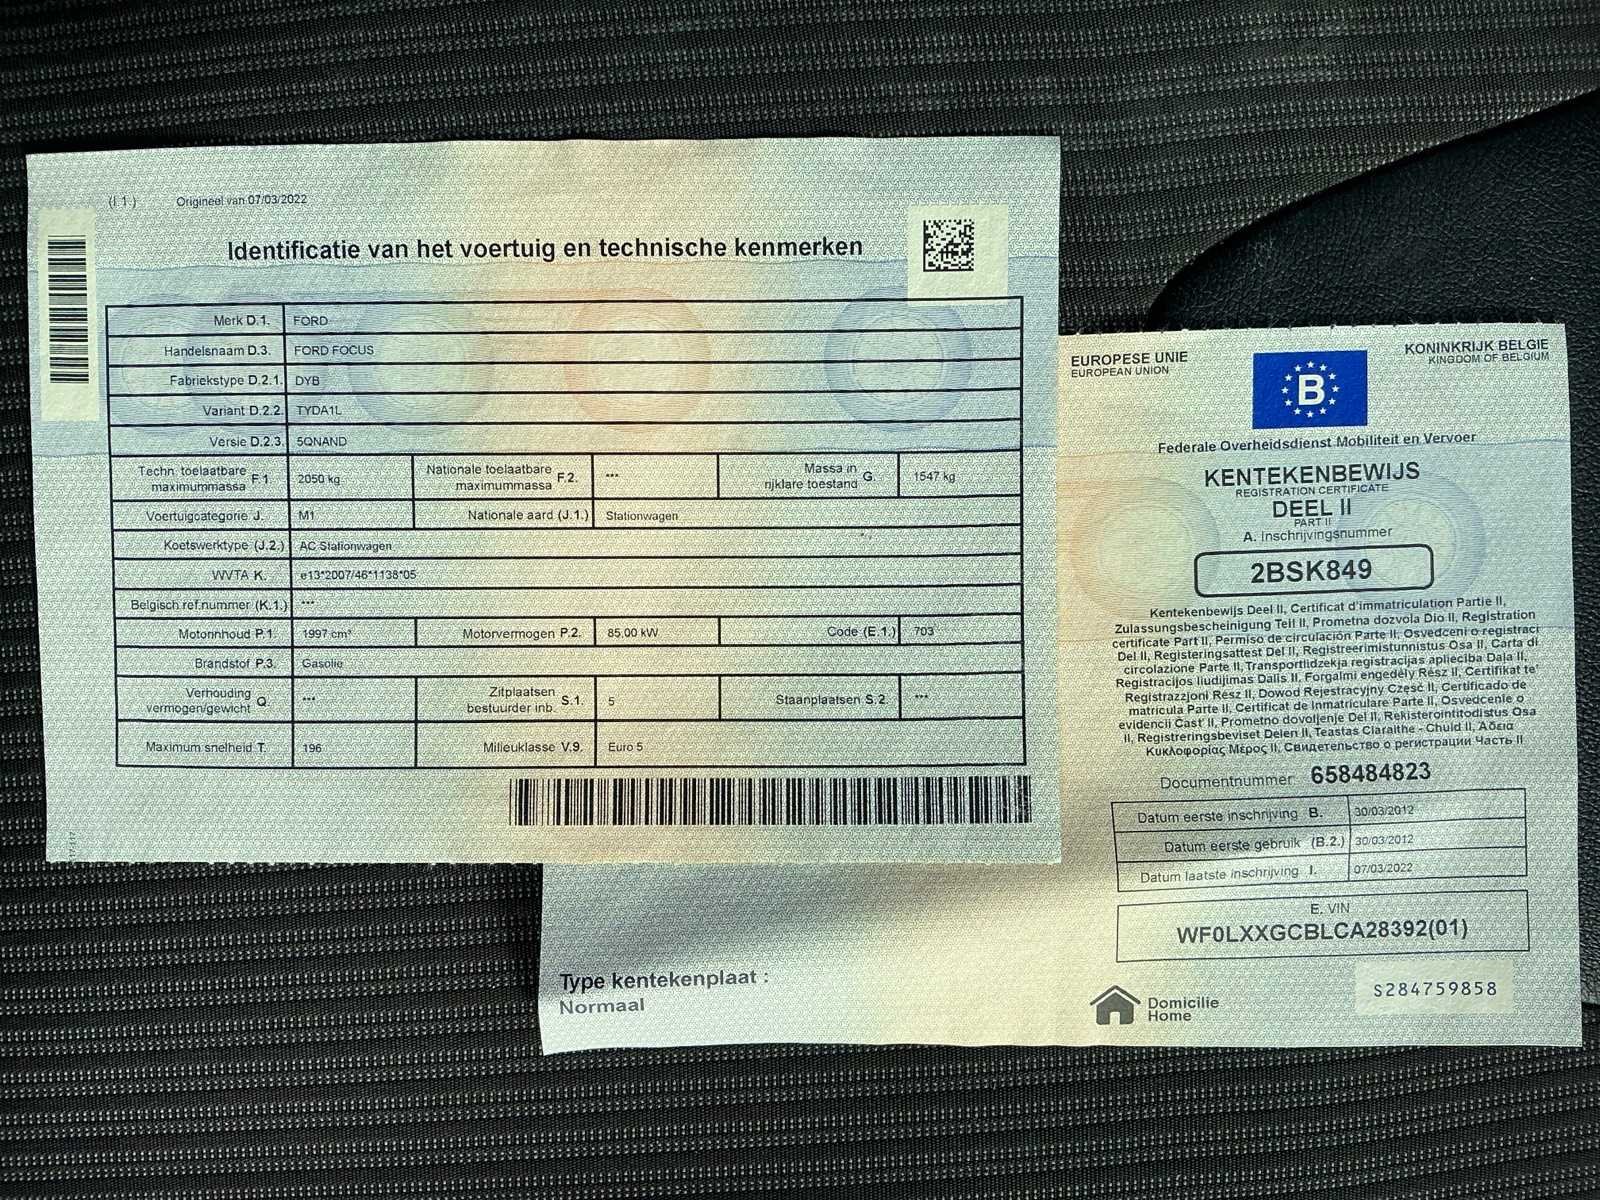 (I.1.) Origineel van 07/03/2022
Identificatie van het voertuig en technische kenmerken
Merk D.1. FORD
Handelsnaam D.3. FORD FOCUS
Fabriekstype D.2.1. DYB
Variant D.2.2. TYDA1L
Versie D.2.3. 5QNAND
Techn. toelaatbare maximummassa F.1. 2050 kg Nationale toelaatbare maximummassa F.2. *** Massa in rijklare toestand G. 1547 kg
Voertuigcategorie J. M1 Nationale aard (J.1.) Stationwagen
Koetswerktype (J.2.) AC Stationwagen
WVTA K. e13*2007/46*1138*05
Belgisch ref.nummer (K.1.) ***
Motorinhoud P.1. 1997 cm³ Motorvermogen P.2. 85.00 kW Code (E.1.) 703
Brandstof P.3. Gasolie
Verhouding vermogen/gewicht Q. *** Zitplaatsen bestuurder inb. S.1. 5 Staanplaatsen S.2. ***
Maximum snelheid T. 196 Milieuklasse V.9. Euro 5
EUROPESE UNIE
EUROPEAN UNION
B
KONINKRIJK BELGIE
KINGDOM OF BELGIUM
Federale Overheidsdienst Mobiliteit en Vervoer
KENTEKENBEWIJS
REGISTRATION CERTIFICATE
DEEL II
PART II
A. Inschrijvingsnummer
2BSK849
Kentekenbewijs Deel II, Certificat d'immatriculation Partie II,
Zulassungsbescheinigung Teil II, Prometna dozvola Dio II, Registration
certificate Part II, Permiso de circulación Parte II, Osvedceni o registraci
Del II, Registeringsattest Del II, Registreerimistunnistus Osa II, Carta di
circolazione Parte II, Transportlidzekja registracijas aplieciba Daļa II,
Registracijos liudijimas Dalis II, Forgalmi engedély Rész II, Certifikat ta'
Registrazzjoni Resz II, Dowod Rejestracyjny Część II, Certificado de
matricula Parte II, Certificat de Inmatriculare Parte II, Osvedcenie o
evidencii Cast' II, Prometno dovoljenje Del II, Rekisterointitodistus Osa
II, Registreringsbeviset Delen II, Teastas Claraithe - Chuid II, Άδεια
Κυκλοφορίας Μέρος II, Свидетельство о регистрации Часть II
Documentnummer 658484823
Datum eerste inschrijving B. 30/03/2012
Datum eerste gebruik (B.2.) 30/03/2012
Datum laatste inschrijving I. 07/03/2022
E. VIN
WF0LXXGCBLCA28392(01)
Type kentekenplaat :
Normaal
Domicilie
Home
S284759858